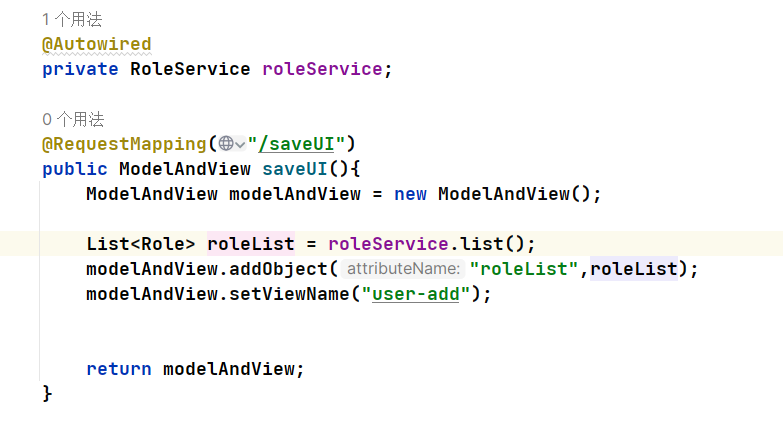 1 个用法
@Autowired
private RoleService roleService;
0 个用法
@RequestMapping("/saveUI")
public ModelAndView saveUI(){
ModelAndView modelAndView = new ModelAndView();
List<Role> roleList = roleService.list();
modelAndView.addObject( attributeName: "roleList",roleList);
modelAndView.setViewName("user-add");
return modelAndView;
}